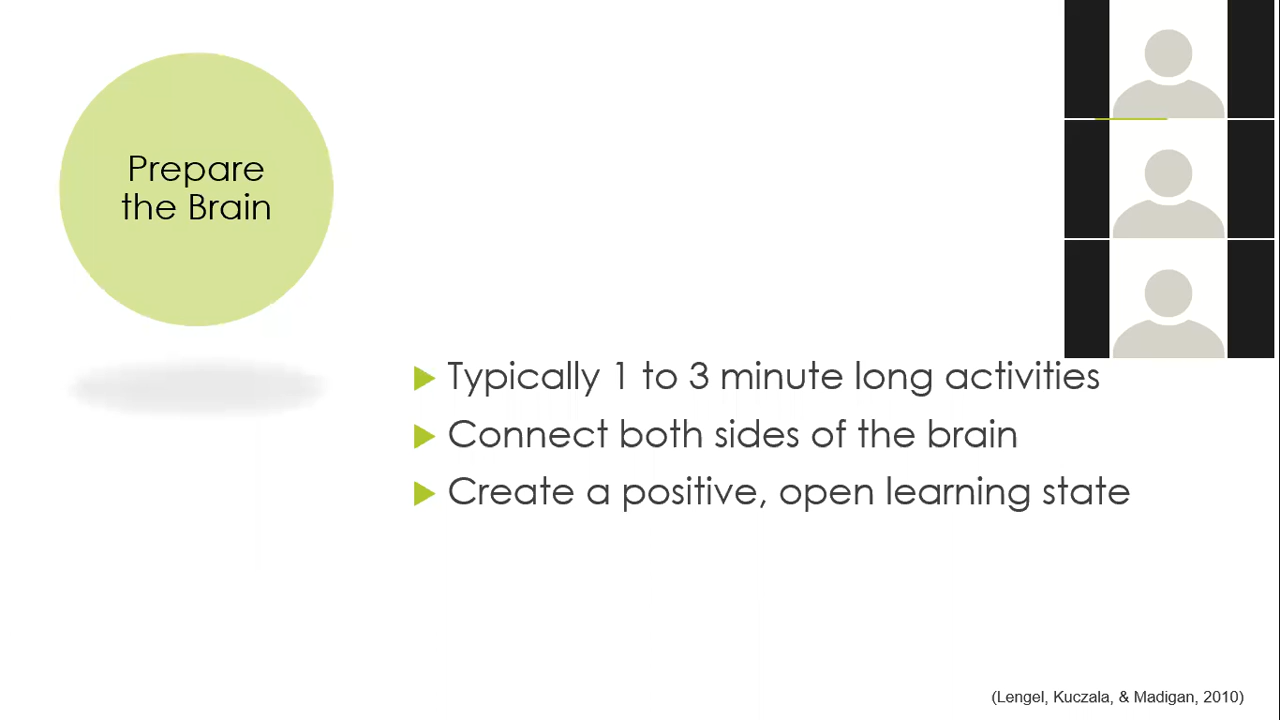 Prepare
the Brain
Typically 1 to 3 minute long activities
Connect both sides of the brain
Create a positive, open learning state
(Lengel, Kuczala, & Madigan, 2010)